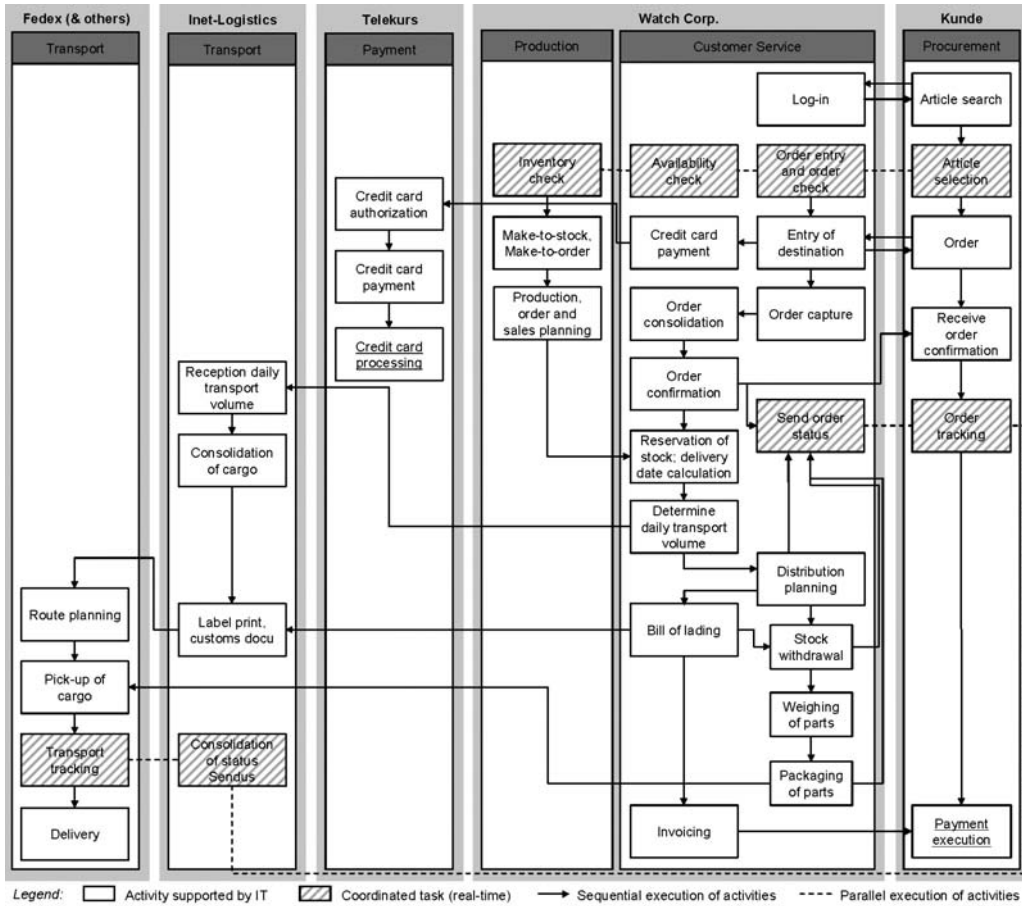 Fedex (& others)
Inet-Logistics
Telekurs
Watch Corp.
Kunde
Transport
Transport
Payment
Production
Customer Service
Procurement
Log-in
Article search
Inventory
check
Availability
check
Order entry
and order
check
Article
selection
Credit card
authorization
Make-to-stock,
Make-to-order
Credit card
payment
Entry of
destination
Order
Credit card
payment
Production,
order and
sales planning
Order
consolidation
Order capture
Receive
order
confirmation
Credit card
processing
Reception daily
transport
volume
Order
confirmation
Send order
status
Order
tracking
Consolidation
of cargo
Reservation of
stock; delivery
date calculation
Determine
daily transport
volume
Distribution
planning
Route planning
Label print,
customs docu
Bill of lading
Stock
withdrawal
Pick-up of
cargo
Weighing
of parts
Transport
tracking
Consolidation
of status
Sendus
Packaging
of parts
Delivery
Invoicing
Payment
execution
Legend:
Activity supported by IT
Coordinated task (real-time)
Sequential execution of activities
Parallel execution of activities